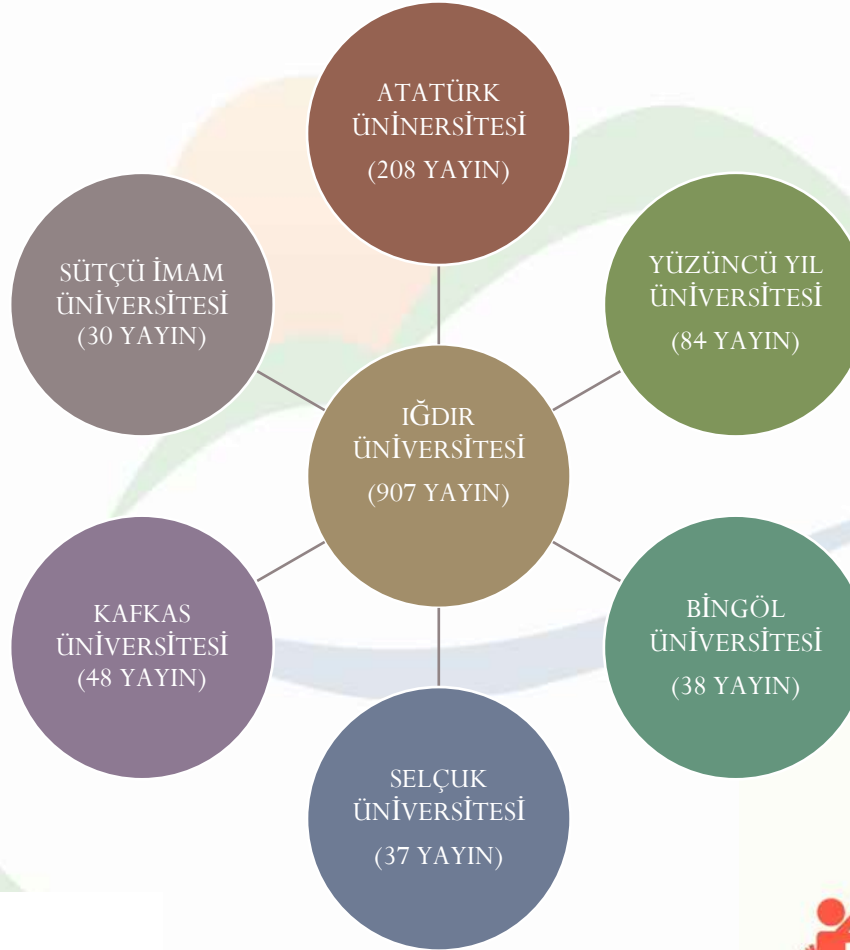 ATATÜRK
ÜNİNERSİTESİ
(208 YAYIN)
YÜZÜNCÜ YIL
ÜNİVERSİTESİ
(84 YAYIN)
BİNGÖL
ÜNİVERSİTESİ
(38 YAYIN)
SELÇUK
ÜNİVERSİTESİ
(37 YAYIN)
KAFKAS
ÜNİVERSİTESİ
(48 YAYIN)
SÜTÇÜ İMAM
ÜNİVERSİTESİ
(30 YAYIN)
IĞDIR
ÜNİVERSİTESİ
(907 YAYIN)